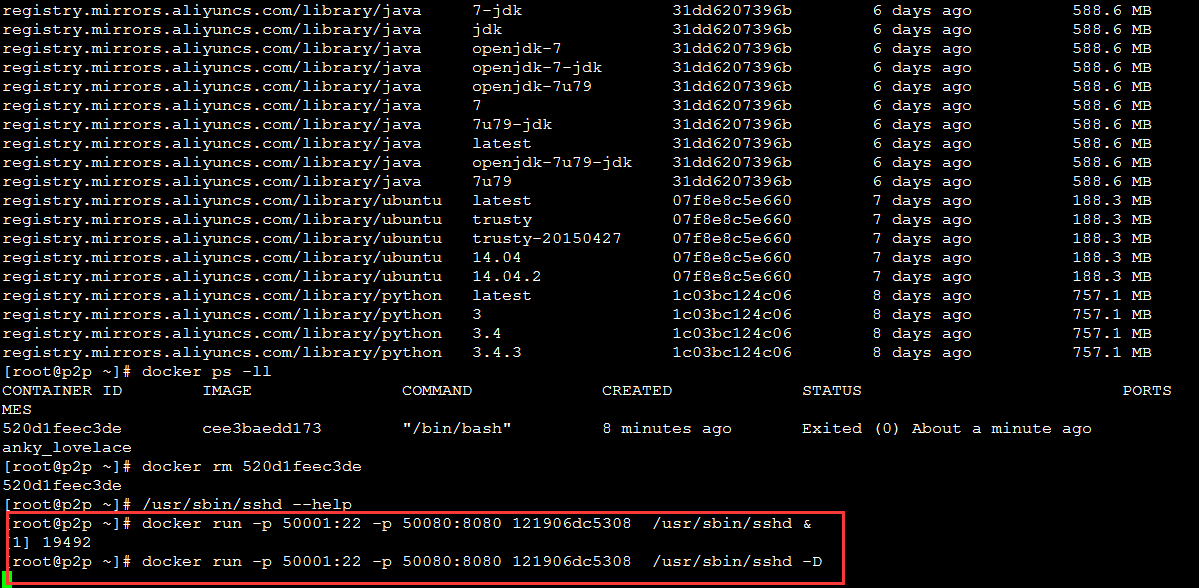 registry.mirrors.aliyuncs.com/library/java 7-jdk 31dd6207396b 6 days ago 588.6 MB
registry.mirrors.aliyuncs.com/library/java jdk 31dd6207396b 6 days ago 588.6 MB
registry.mirrors.aliyuncs.com/library/java openjdk-7 31dd6207396b 6 days ago 588.6 MB
registry.mirrors.aliyuncs.com/library/java openjdk-7-jdk 31dd6207396b 6 days ago 588.6 MB
registry.mirrors.aliyuncs.com/library/java openjdk-7u79 31dd6207396b 6 days ago 588.6 MB
registry.mirrors.aliyuncs.com/library/java 7 31dd6207396b 6 days ago 588.6 MB
registry.mirrors.aliyuncs.com/library/java 7u79-jdk 31dd6207396b 6 days ago 588.6 MB
registry.mirrors.aliyuncs.com/library/java latest 31dd6207396b 6 days ago 588.6 MB
registry.mirrors.aliyuncs.com/library/java openjdk-7u79-jdk 31dd6207396b 6 days ago 588.6 MB
registry.mirrors.aliyuncs.com/library/java 7u79 31dd6207396b 6 days ago 588.6 MB
registry.mirrors.aliyuncs.com/library/ubuntu latest 07f8e8c5e660 7 days ago 188.3 MB
registry.mirrors.aliyuncs.com/library/ubuntu trusty 07f8e8c5e660 7 days ago 188.3 MB
registry.mirrors.aliyuncs.com/library/ubuntu trusty-20150427 07f8e8c5e660 7 days ago 188.3 MB
registry.mirrors.aliyuncs.com/library/ubuntu 14.04 07f8e8c5e660 7 days ago 188.3 MB
registry.mirrors.aliyuncs.com/library/ubuntu 14.04.2 07f8e8c5e660 7 days ago 188.3 MB
registry.mirrors.aliyuncs.com/library/python latest 1c03bc124c06 8 days ago 757.1 MB
registry.mirrors.aliyuncs.com/library/python 3 1c03bc124c06 8 days ago 757.1 MB
registry.mirrors.aliyuncs.com/library/python 3.4 1c03bc124c06 8 days ago 757.1 MB
registry.mirrors.aliyuncs.com/library/python 3.4.3 1c03bc124c06 8 days ago 757.1 MB
[root@p2p ~]# docker ps -ll
CONTAINER ID IMAGE COMMAND CREATED STATUS PORTS
MES
520d1feec3de cee3baedd173 "/bin/bash" 8 minutes ago Exited (0) About a minute ago
anky_lovelace
[root@p2p ~]# docker rm 520d1feec3de
520d1feec3de
[root@p2p ~]# /usr/sbin/sshd --help
[root@p2p ~]# docker run -p 50001:22 -p 50080:8080 121906dc5308 /usr/sbin/sshd &
[1] 19492
[root@p2p ~]# docker run -p 50001:22 -p 50080:8080 121906dc5308 /usr/sbin/sshd -D